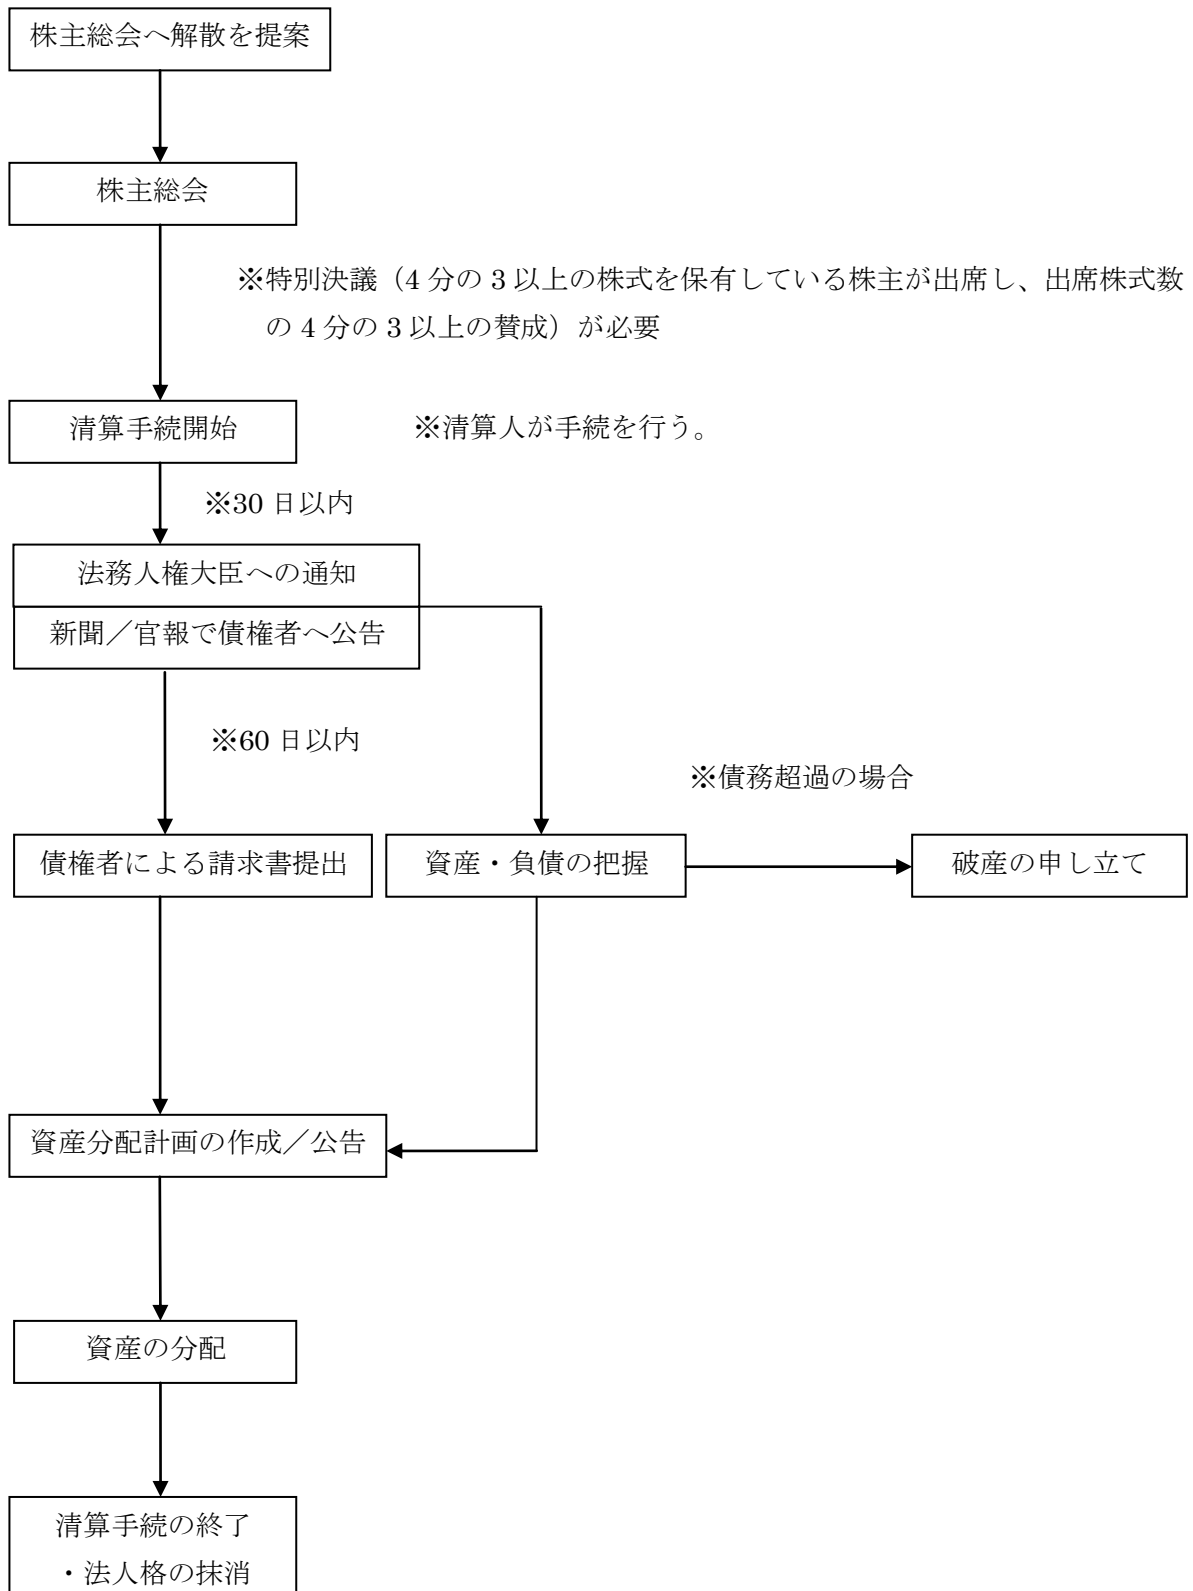 株主総会へ解散を提案
株主総会
※特別決議（4 分の 3 以上の株式を保有している株主が出席し、出席株式数
の 4 分の 3 以上の賛成）が必要
清算手続開始
※清算人が手続を行う。
※30 日以内
法務人権大臣への通知
新聞／官報で債権者へ公告
※60 日以内
※債務超過の場合
債権者による請求書提出
資産・負債の把握
破産の申し立て
資産分配計画の作成／公告
資産の分配
清算手続の終了
・法人格の抹消